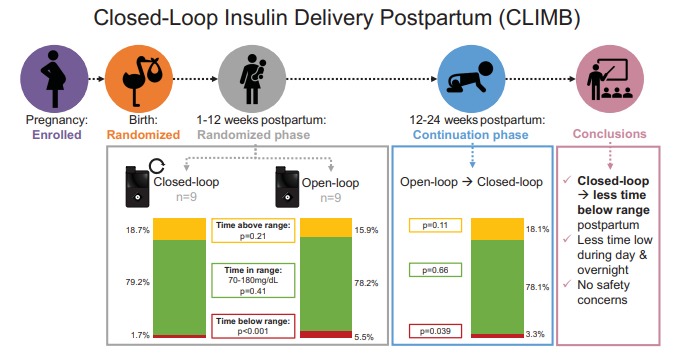 Closed-Loop Insulin Delivery Postpartum (CLIMB)
Pregnancy:
Enrolled
Birth:
Randomized
1-12 weeks postpartum:
Randomized phase
12-24 weeks postpartum:
Continuation phase
Conclusions
Closed-loop
n=9
Open-loop
n=9
18.7%
79.2%
1.7%
Time above range:
p=0.21
Time in range:
70-180mg/dL
p=0.41
Time below range:
p<0.001
15.9%
78.2%
5.5%
Open-loop → Closed-loop
p=0.11
p=0.66
p=0.039
18.1%
78.1%
3.3%
✓ Closed-loop
→ less time
below range
postpartum
✓ Less time low
during day &
overnight
✓ No safety
concerns